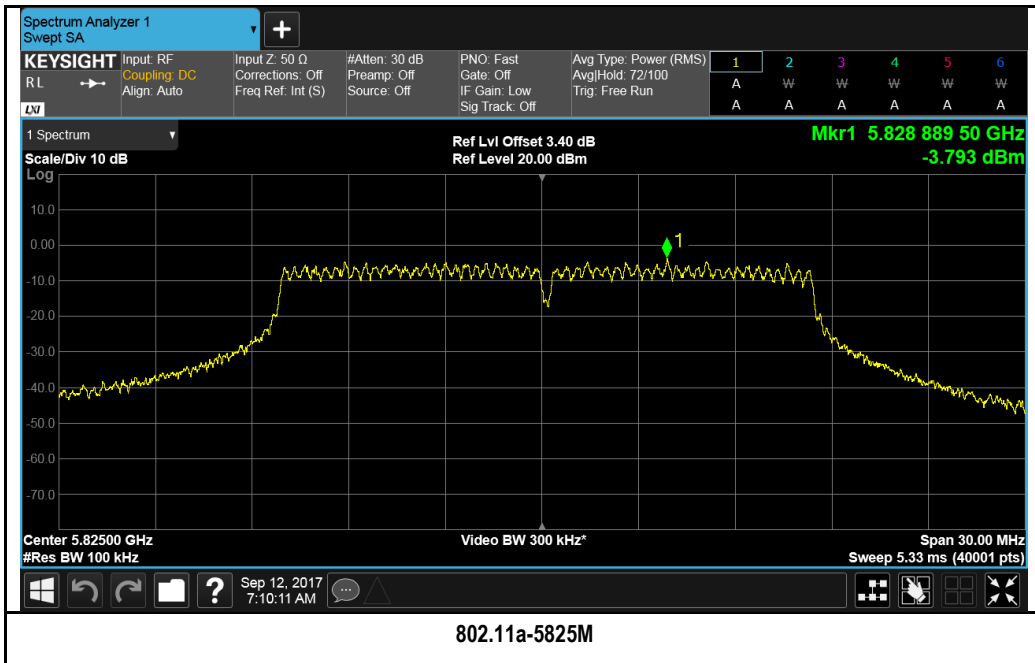 Spectrum Analyzer 1
Swept SA
+
KEYSIGHT
R L
LXI
Input: RF
Coupling: DC
Align: Auto
Input Z: 50 Ω
Corrections: Off
Freq Ref: Int (S)
#Atten: 30 dB
Preamp: Off
Source: Off
PNO: Fast
Gate: Off
IF Gain: Low
Sig Track: Off
Avg Type: Power (RMS)
Avg|Hold: 72/100
Trig: Free Run
1 2 3 4 5 6
A W W W W W
A A A A A A
1 Spectrum
Scale/Div 10 dB
Ref Lvl Offset 3.40 dB
Ref Level 20.00 dBm
Mkr1 5.828 889 50 GHz
-3.793 dBm
Log
10.0
0.00
-10.0
-20.0
-30.0
-40.0
-50.0
-60.0
-70.0
1
Center 5.82500 GHz
#Res BW 100 kHz
Video BW 300 kHz*
Span 30.00 MHz
Sweep 5.33 ms (40001 pts)
?
Sep 12, 2017
7:10:11 AM
802.11a-5825M